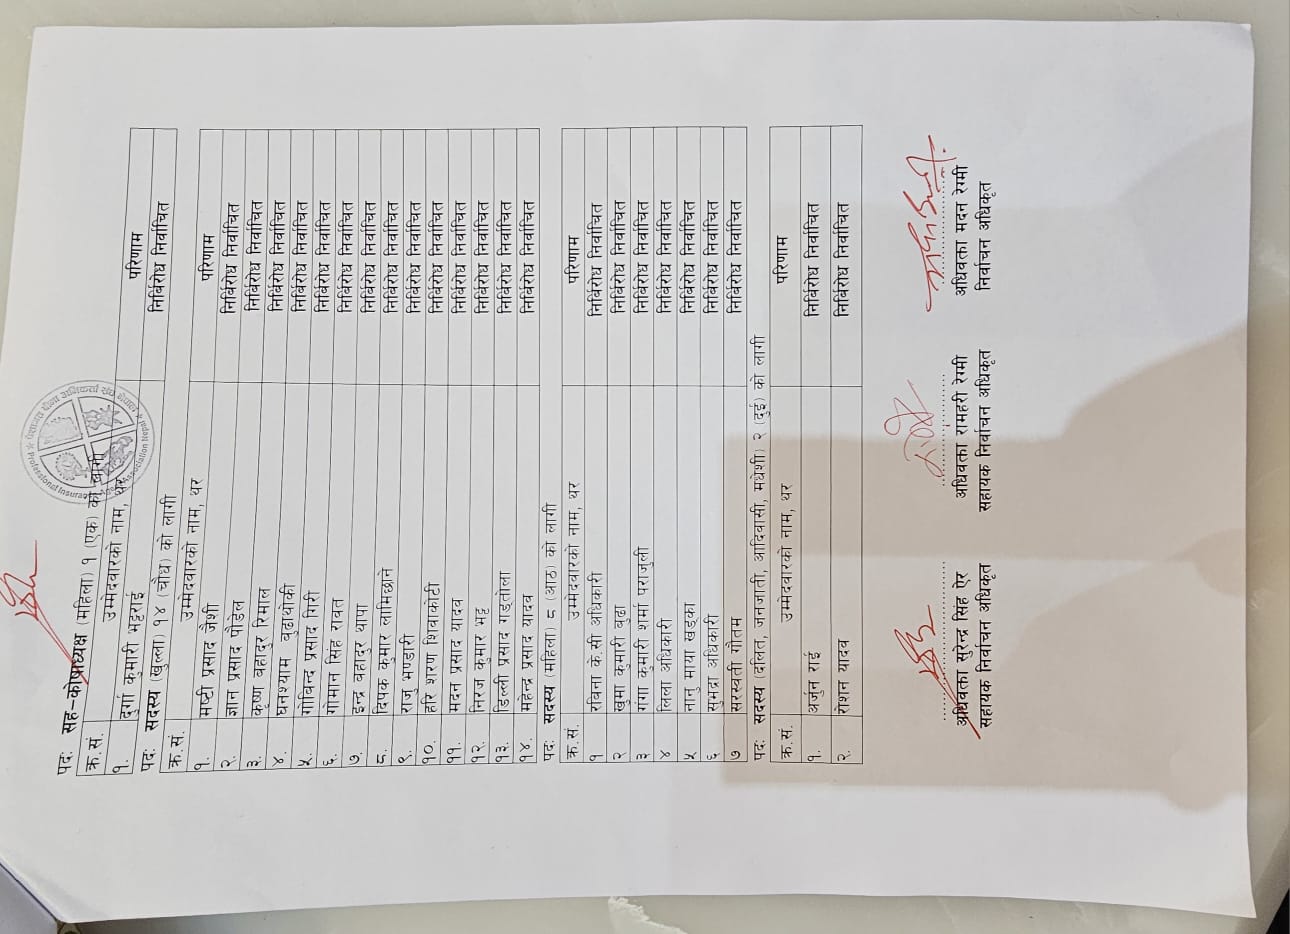 पदः सह-कोषाध्यक्ष (महिला) १ (एक) को लागी
क्र.सं. उम्मेदवारको नाम, थर परिणाम
१. दुर्गा कुमारी भट्टराई निर्विरोध निर्वाचित
पदः सदस्य (खुल्ला) १४ (चौध) को लागी
क्र.सं. उम्मेदवारको नाम, थर परिणाम
१. मष्टी प्रसाद जैशी निर्विरोध निर्वाचित
२. ज्ञान प्रसाद पौडेल निर्विरोध निर्वाचित
३. कृष्ण बहादुर रिमाल निर्विरोध निर्वाचित
४. घनश्याम बुढाथोकी निर्विरोध निर्वाचित
५. गोविन्द प्रसाद गिरी निर्विरोध निर्वाचित
६. गोमान सिंह रावत निर्विरोध निर्वाचित
७. इन्द्र बहादुर थापा निर्विरोध निर्वाचित
८. दिपक कुमार लामिछाने निर्विरोध निर्वाचित
९. राजु भण्डारी निर्विरोध निर्वाचित
१०. हरि शरण शिवाकोटी निर्विरोध निर्वाचित
११. मदन प्रसाद यादव निर्विरोध निर्वाचित
१२. निरज कुमार भट्ट निर्विरोध निर्वाचित
१३. डिल्ली प्रसाद गड्तौला निर्विरोध निर्वाचित
१४. महेन्द्र प्रसाद यादव निर्विरोध निर्वाचित
पदः सदस्य (महिला) ८ (आठ) को लागी
क्र.सं. उम्मेदवारको नाम, थर परिणाम
१ रविना के.सी अधिकारी निर्विरोध निर्वाचित
२ खुमा कुमारी बुढा निर्विरोध निर्वाचित
३ गंगा कुमारी शर्मा पराजुली निर्विरोध निर्वाचित
४ लिला अधिकारी निर्विरोध निर्वाचित
५ नानु माया खड्का निर्विरोध निर्वाचित
६ सुमद्रा अधिकारी निर्विरोध निर्वाचित
७ सरस्वती गौतम निर्विरोध निर्वाचित
पदः सदस्य (दलित, जनजाती, आदिवासी, मधेशी) २ (दुई) को लागी
क्र.सं. उम्मेदवारको नाम, थर परिणाम
१. अर्जुन राई निर्विरोध निर्वाचित
२. रोशन यादव निर्विरोध निर्वाचित
अधिवक्ता सुरेन्द्र सिंह ऐर अधिवक्ता रामहरी रेग्मी अधिवक्ता मदन रेग्मी
सहायक निर्वाचन अधिकृत सहायक निर्वाचन अधिकृत निर्वाचन अधिकृत